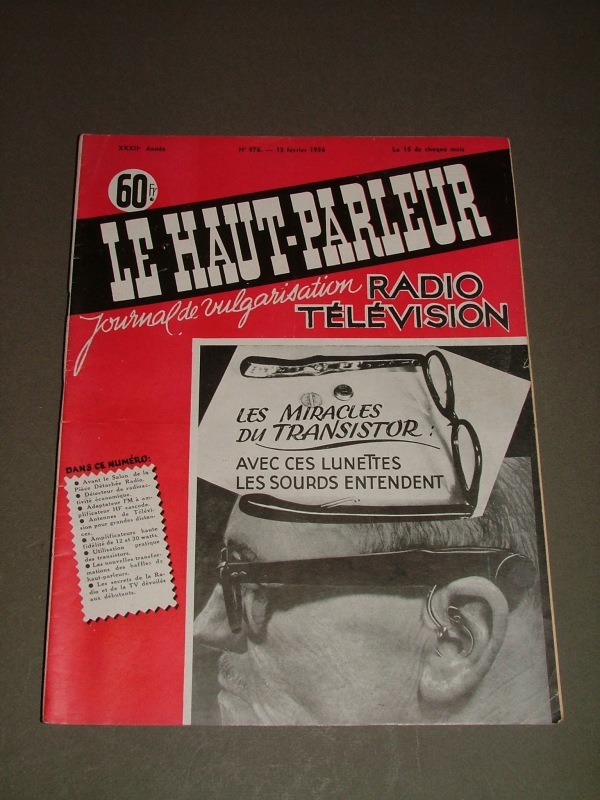 XXXIIe Année
N° 976. — 15 février 1956
Le 15 de chaque mois
60 Fr.
LE HAUT-PARLEUR
Journal de vulgarisation
RADIO
TÉLÉVISION
LES MIRACLES
DU TRANSISTOR :
AVEC CES LUNETTES
LES SOURDS ENTENDENT
DANS CE NUMÉRO:
● Avant le Salon de la
Pièce Détachée Radio.
● Détecteur de radioac-
tivité économique.
● Adaptateur FM à am-
plificateur HF cascode.
● Antennes de Télévi-
sion pour grandes distan-
ces.
● Amplificateurs haute
fidélité de 12 et 30 watts.
● Utilisation pratique
des transistors.
● Les nouvelles transfor-
mations des baffles de
haut-parleurs.
● Les secrets de la Ra-
dio et de la TV dévoilés
aux débutants.